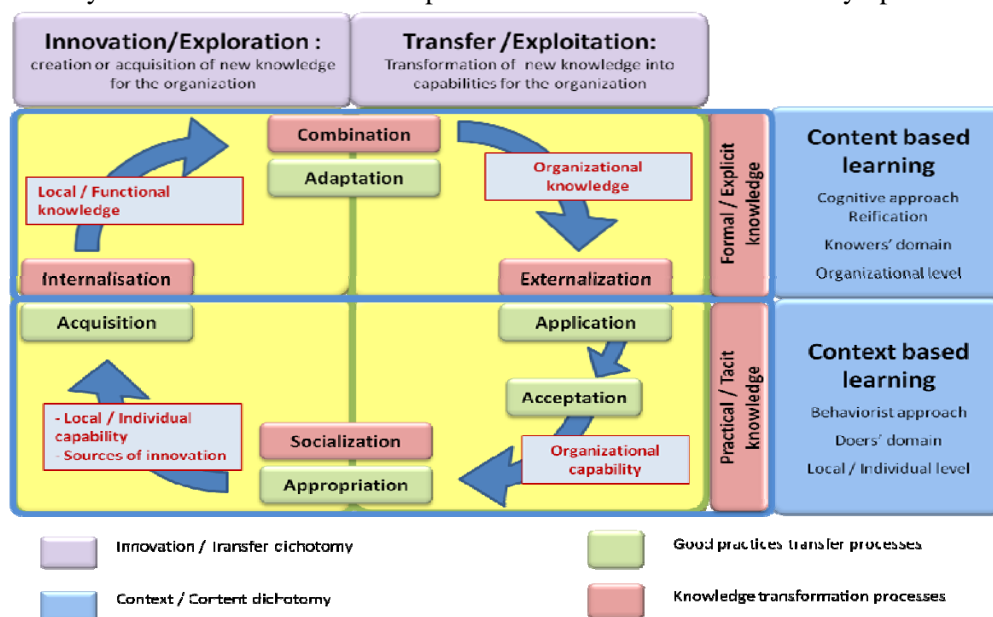 Innovation/Exploration :
creation or acquisition of new knowledge
for the organization
Transfer /Exploitation:
Transformation of new knowledge into
capabilities for the organization
Combination
Adaptation
Local / Functional
knowledge
Organizational
knowledge
Internalisation
Externalization
Formal / Explicit
knowledge
Content based
learning
Cognitive approach
Reification
Knowers' domain
Organizational level
Acquisition
Application
Acceptation
- Local / Individual
capability
- Sources of innovation
Socialization
Appropriation
Organizational
capability
Practical / Tacit
knowledge
Context based
learning
Behaviorist approach
Doers' domain
Local / Individual level
Innovation / Transfer dichotomy
Good practices transfer processes
Context / Content dichotomy
Knowledge transformation processes